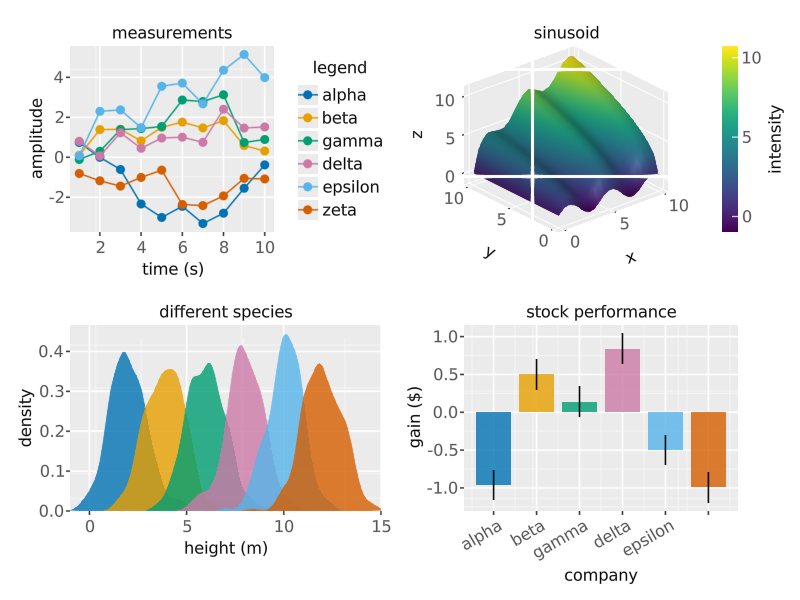 measurements
amplitude
4
2
0
-2
2
4
6
8
10
time (s)
legend
alpha
beta
gamma
delta
epsilon
zeta
sinusoid
z
10
5
0
10
5
0
y
0
5
10
x
10
5
0
intensity
different species
density
0.4
0.3
0.2
0.1
0.0
0
5
10
15
height (m)
stock performance
gain ($)
1.0
0.5
0.0
-0.5
-1.0
alpha
beta
gamma
delta
epsilon
company